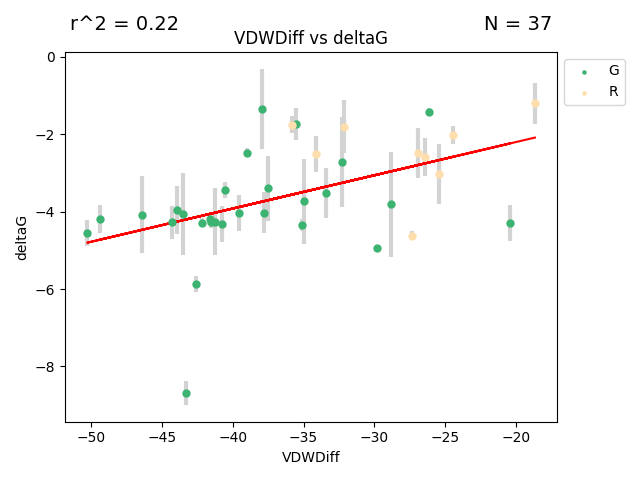 r^2 = 0.22
N = 37
VDWDiff vs deltaG
G
R
0
−2
−4
−6
−8
deltaG
−50
−45
−40
−35
−30
−25
−20
VDWDiff